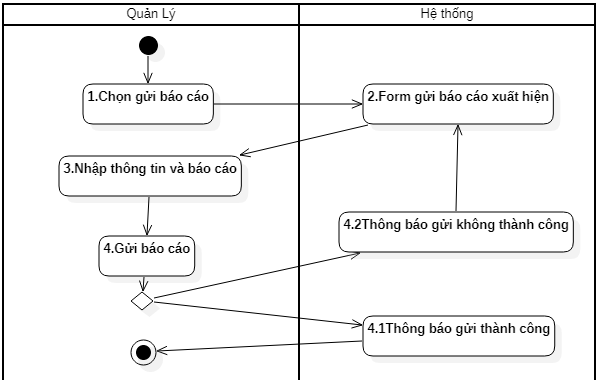 Quản Lý
Hệ thống
1.Chọn gửi báo cáo
2.Form gửi báo cáo xuất hiện
3.Nhập thông tin và báo cáo
4.Gửi báo cáo
4.2Thông báo gửi không thành công
4.1Thông báo gửi thành công